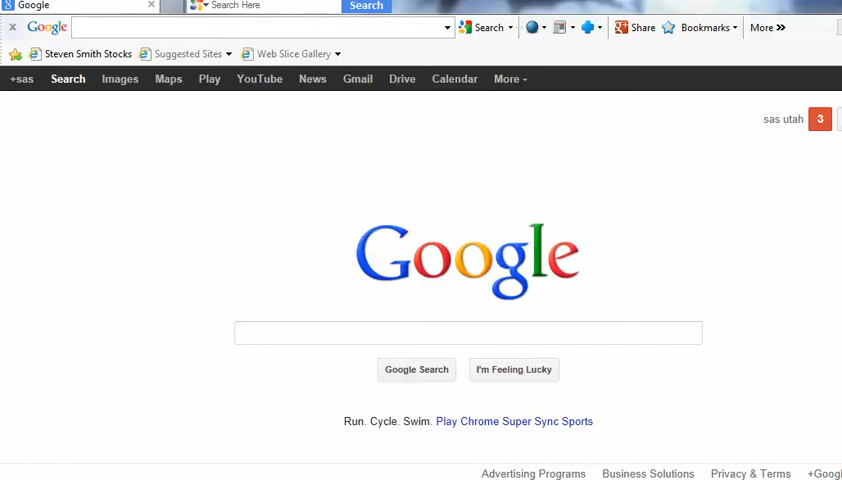 Google Search Here Search
Google Search Share Bookmarks More
Steven Smith Stocks Suggested Sites Web Slice Gallery
+sas Search Images Maps Play YouTube News Gmail Drive Calendar More
sas utah 3
Google
Google Search I'm Feeling Lucky
Run. Cycle. Swim. Play Chrome Super Sync Sports
Advertising Programs Business Solutions Privacy & Terms +Googl